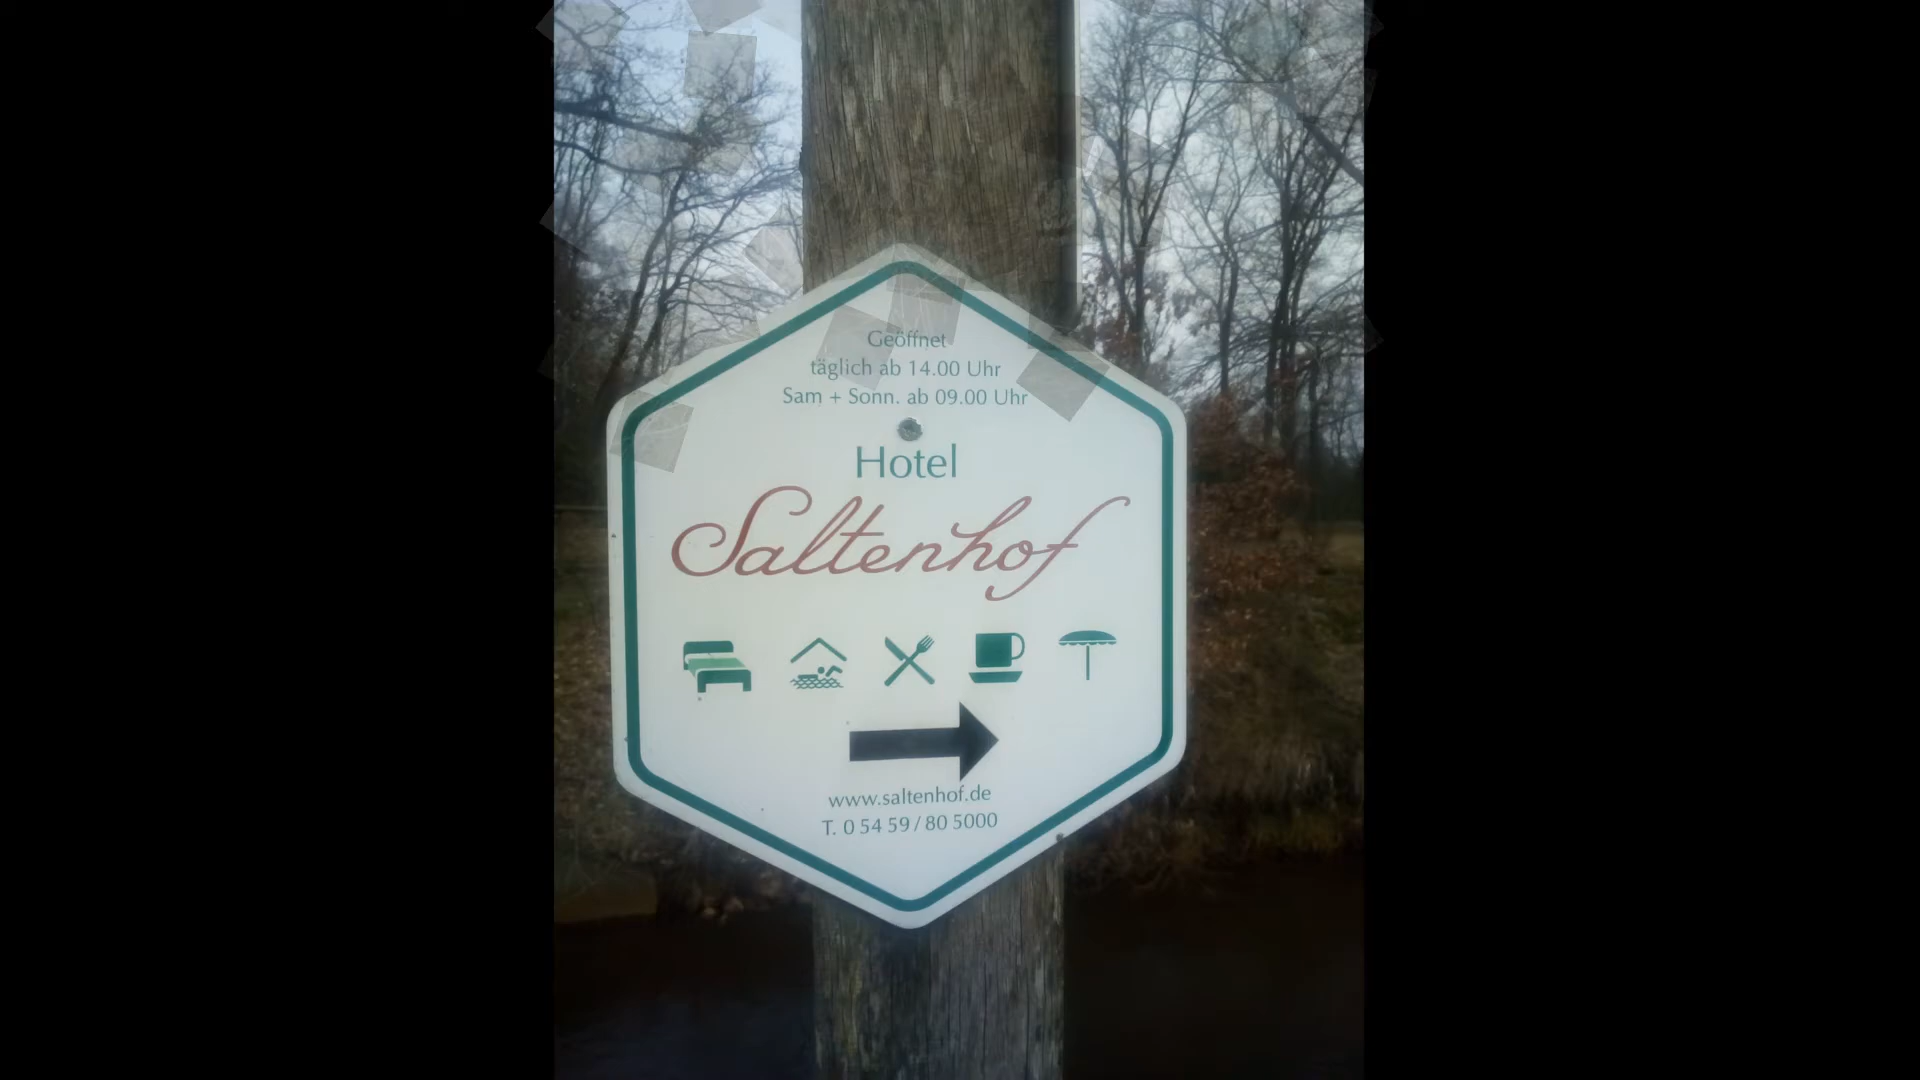 Geöffnet
täglich ab 14.00 Uhr
Sam + Sonn. ab 09.00 Uhr
Hotel
Saltenhof
www.saltenhof.de
T. 0 54 59 / 80 5000